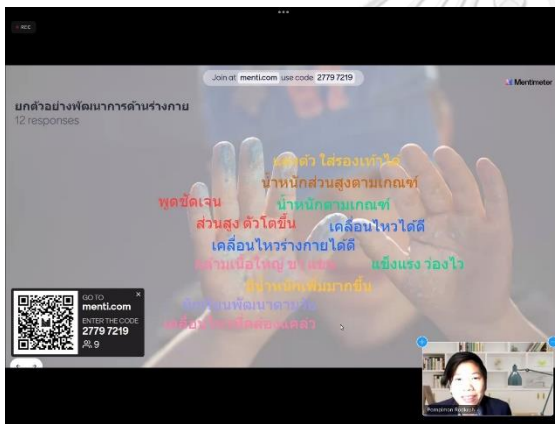 REC
Join at menti.com use code 2779 7219
Mentimeter
ยกตัวอย่างพัฒนาการด้านร่างกาย
12 responses
ใส่รองเท้าได้
น้ำหนักส่วนสูงตามเกณฑ์
พูดชัดเจน
น้ำหนักตามเกณฑ์
ส่วนสูง ตัวโตขึ้น
เคลื่อนไหวได้ดี
เคลื่อนไหวร่างกายได้ดี
กล้ามเนื้อใหญ่ ขา แขน
แข็งแรง ว่องไว
มีน้ำหนักเพิ่มมากขึ้น
GO TO
menti.com
ENTER THE CODE
2779 7219
9